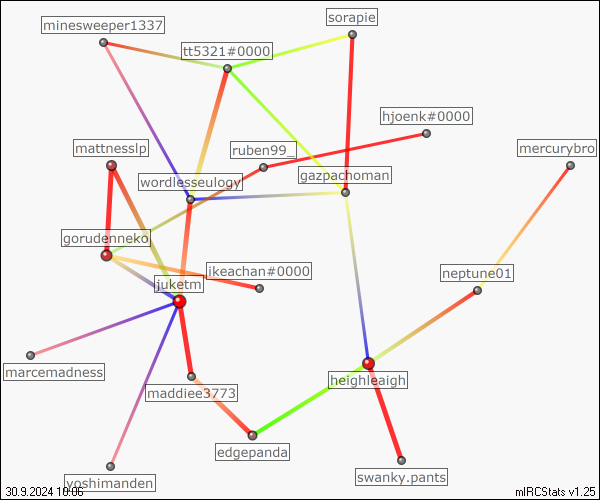 sorapie
minesweeper1337
tt5321#0000
hjoenk#0000
mattnesslp
ruben99_
mercurybro
gazpachoman
wordlesseulogy
gorudenneko
ikeachan#0000
neptune01
juketm
marcemadness
heighleaigh
maddiee3773
edgepanda
swanky.pants
yoshimanden
30.9.2024 10:06
mIRCStats v1.25